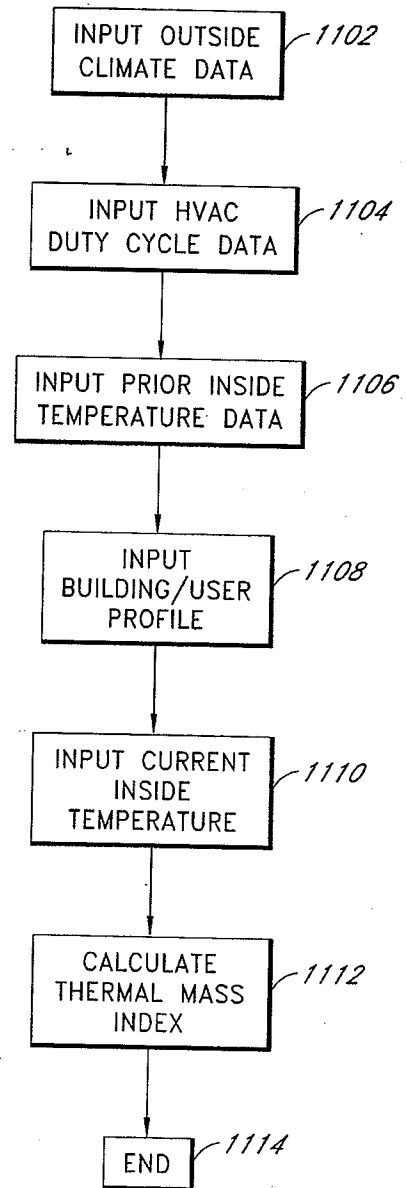 INPUT OUTSIDE
CLIMATE DATA
1102
INPUT HVAC
DUTY CYCLE DATA
1104
INPUT PRIOR INSIDE
TEMPERATURE DATA
1106
INPUT
BUILDING/USER
PROFILE
1108
INPUT CURRENT
INSIDE
TEMPERATURE
1110
CALCULATE
THERMAL MASS
INDEX
1112
END
1114